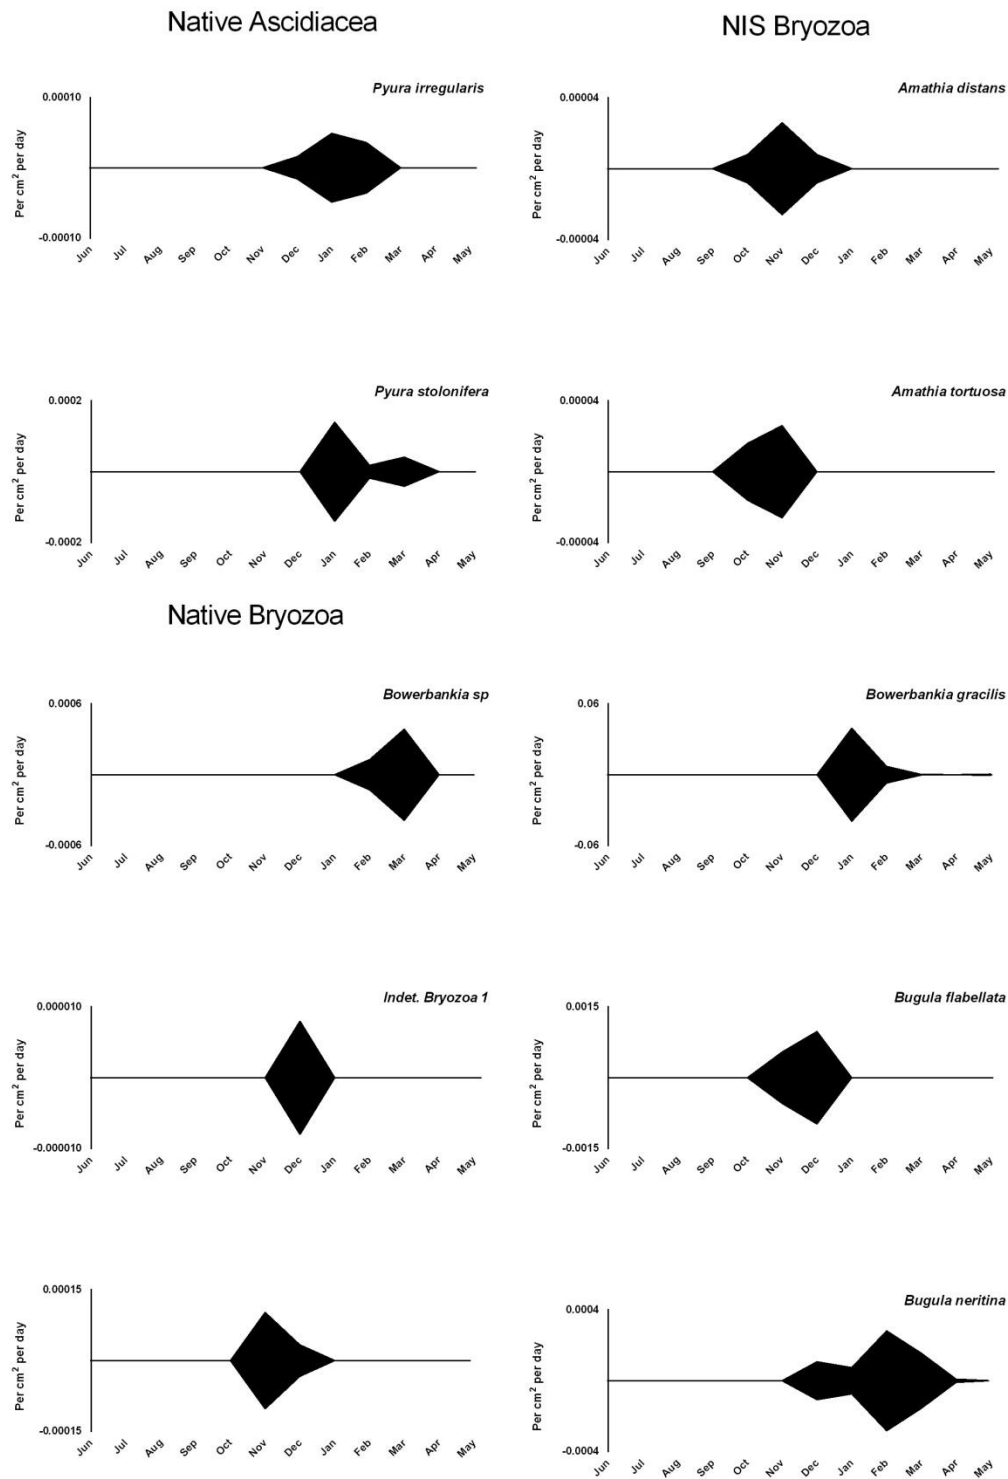 Native Ascidiacea
Pyura irregularis
0.00010
Per cm² per day
-0.00010
Jun Jul Aug Sep Oct Nov Dec Jan Feb Mar Apr May
Pyura stolonifera
0.0002
Per cm² per day
-0.0002
Jun Jul Aug Sep Oct Nov Dec Jan Feb Mar Apr May
Native Bryozoa
Bowerbankia sp
0.0006
Per cm² per day
-0.0006
Jun Jul Aug Sep Oct Nov Dec Jan Feb Mar Apr May
Indet. Bryozoa 1
0.000010
Per cm² per day
-0.000010
Jun Jul Aug Sep Oct Nov Dec Jan Feb Mar Apr May
0.00015
Per cm² per day
-0.00015
Jun Jul Aug Sep Oct Nov Dec Jan Feb Mar Apr May
NIS Bryozoa
Amathia distans
0.00004
Per cm² per day
-0.00004
Jun Jul Aug Sep Oct Nov Dec Jan Feb Mar Apr May
Amathia tortuosa
0.00004
Per cm² per day
-0.00004
Jun Jul Aug Sep Oct Nov Dec Jan Feb Mar Apr May
Bowerbankia gracilis
0.06
Per cm² per day
-0.06
Jun Jul Aug Sep Oct Nov Dec Jan Feb Mar Apr May
Bugula flabellata
0.0015
Per cm² per day
-0.0015
Jun Jul Aug Sep Oct Nov Dec Jan Feb Mar Apr May
Bugula neritina
0.0004
Per cm² per day
-0.0004
Jun Jul Aug Sep Oct Nov Dec Jan Feb Mar Apr May